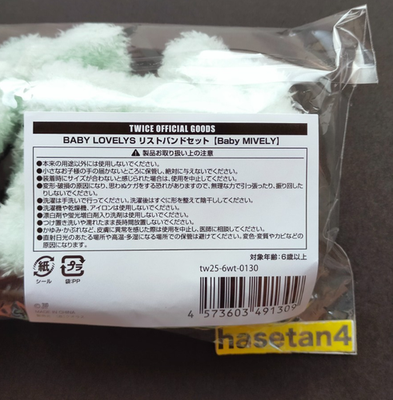 TWICE OFFICIAL GOODS
BABY LOVELYS リストバンドセット [Baby MIVELY]
⚠ 製品お取り扱い上の注意
●本来の用途以外には使用しないでください。
●小さなお子様の手の届かないところに保管し、絶対に与えないでください。
●装着時にサイズが合わないと感じられた場合は、使用を中止してください。
●変形・破損の原因になり、思わぬケガをする恐れがありますので、無理な力で引っ張ったり、振り回したりしないでください。
●洗濯は手洗いで行ってください。洗濯後はすぐに形を整えて陰干ししてください。
●洗濯機や乾燥機、アイロンは使用しないでください。
●漂白剤や蛍光増白剤入り洗剤は使用しないでください。
●つけ置き洗いや濡れたまま長時間放置しないでください。
●かゆみ・かぶれなど、皮膚に異常を感じた際は使用を中止し、医師に相談してください。
●直射日光のあたる場所や高温・多湿になる場所での保管は避けてください。変色・変質やカビなどの原因となります。
対象年齢:6歳以上
紙
シール
プラ
袋:PP
tw25-6wt-0130
4 573603 491309
hasetan4